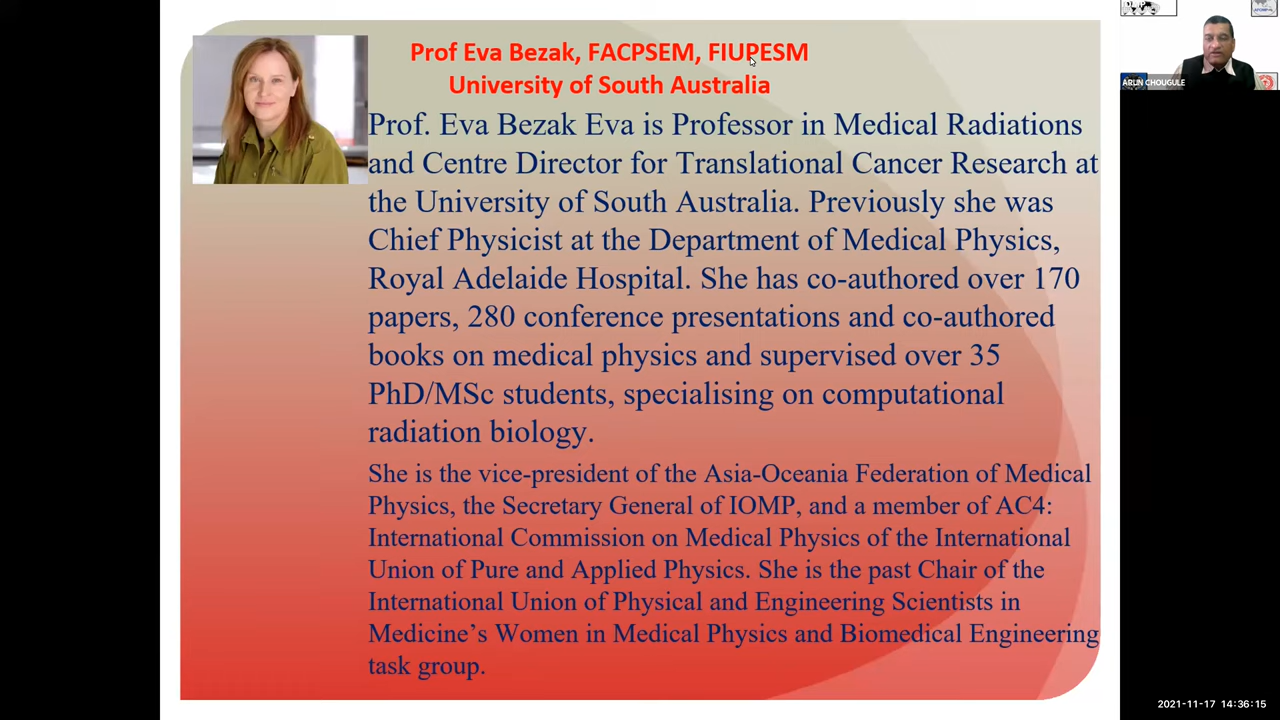 Prof Eva Bezak, FACPSEM, FIUPESM
University of South Australia
Prof. Eva Bezak Eva is Professor in Medical Radiations
and Centre Director for Translational Cancer Research at
the University of South Australia. Previously she was
Chief Physicist at the Department of Medical Physics,
Royal Adelaide Hospital. She has co-authored over 170
papers, 280 conference presentations and co-authored
books on medical physics and supervised over 35
PhD/MSc students, specialising on computational
radiation biology.
She is the vice-president of the Asia-Oceania Federation of Medical
Physics, the Secretary General of IOMP, and a member of AC4:
International Commission on Medical Physics of the International
Union of Pure and Applied Physics. She is the past Chair of the
International Union of Physical and Engineering Scientists in
Medicine’s Women in Medical Physics and Biomedical Engineering
task group.
ARUN CHOUGULE
2021-11-17 14:36:15